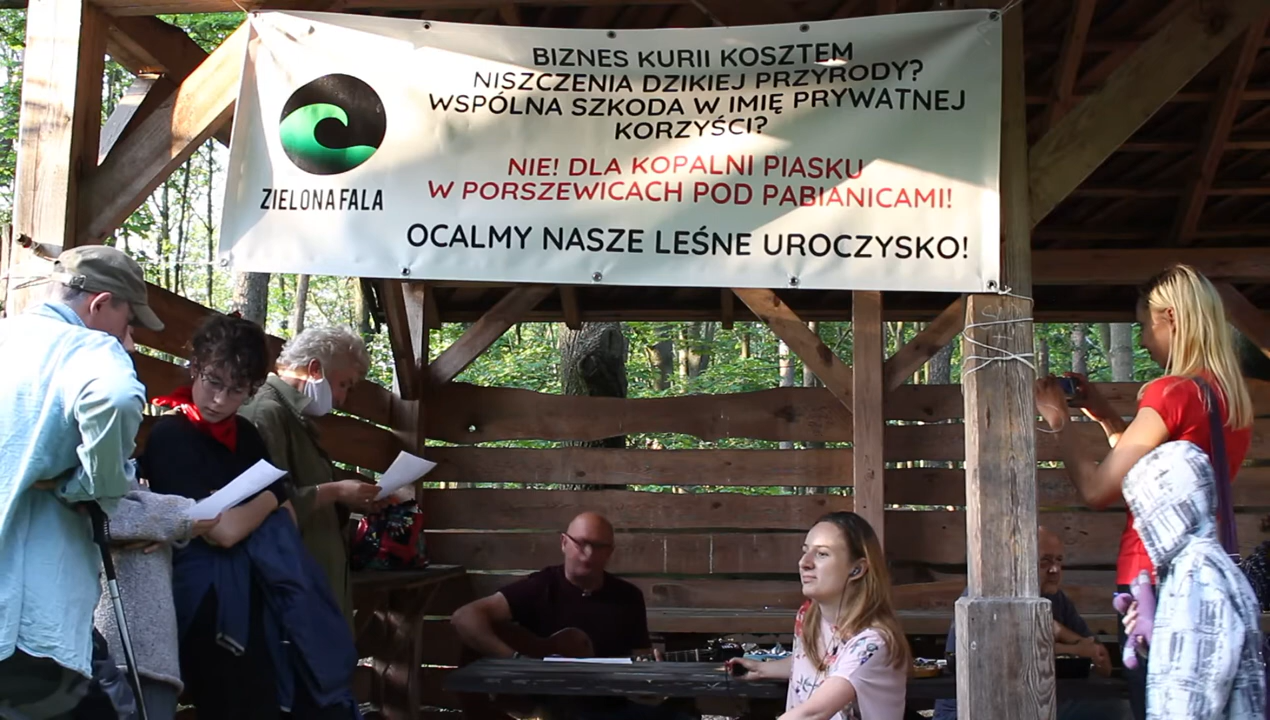 BIZNES KURII KOSZTEM
NISZCZENIA DZIKIEJ PRZYRODY?
WSPÓLNA SZKODA W IMIĘ PRYWATNEJ
KORZYŚCI?
NIE! DLA KOPALNI PIASKU
W PORSZEWICACH POD PABIANICAMI!
OCALMY NASZE LEŚNE UROCZYSKO!
ZIELONA FALA